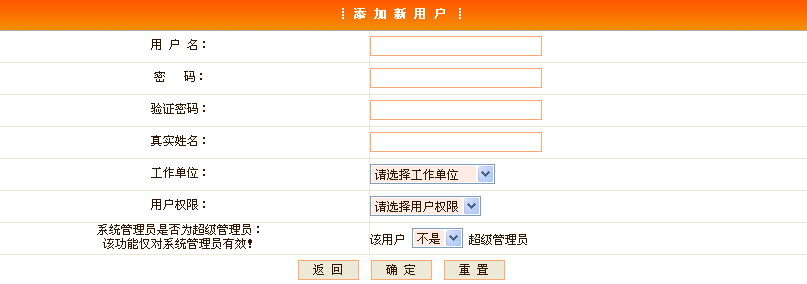 ⁞ 添 加 新 用 户 ⁞
用 户 名：
密 码：
验证密码：
真实姓名：
工作单位： 请选择工作单位
用户权限： 请选择用户权限
系统管理员是否为超级管理员：
该功能仅对系统管理员有效！
该用户 不是 超级管理员
返 回 确 定 重 置